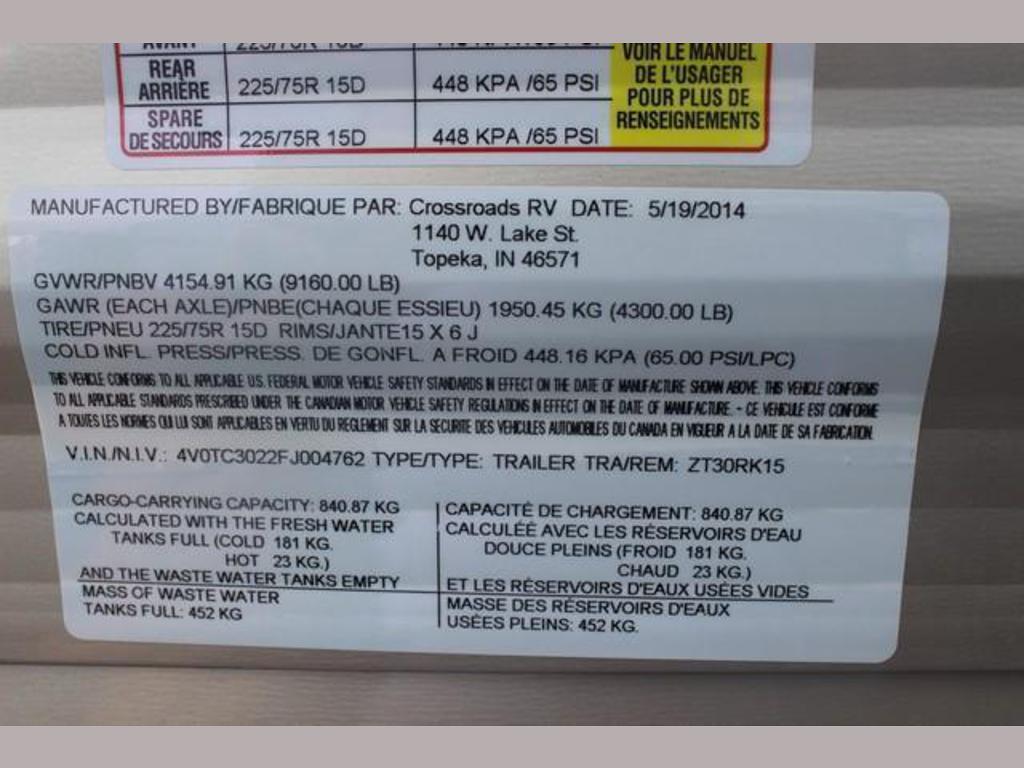 AVANT 225/75R 15D
REAR
ARRIÈRE 225/75R 15D 448 KPA /65 PSI
SPARE
DE SECOURS 225/75R 15D 448 KPA /65 PSI
VOIR LE MANUEL
DE L'USAGER
POUR PLUS DE
RENSEIGNEMENTS
MANUFACTURED BY/FABRIQUE PAR: Crossroads RV DATE: 5/19/2014
1140 W. Lake St.
Topeka, IN 46571
GVWR/PNBV 4154.91 KG (9160.00 LB)
GAWR (EACH AXLE)/PNBE(CHAQUE ESSIEU) 1950.45 KG (4300.00 LB)
TIRE/PNEU 225/75R 15D RIMS/JANTE15 X 6 J
COLD INFL. PRESS/PRESS. DE GONFL. A FROID 448.16 KPA (65.00 PSI/LPC)
THIS VEHICLE CONFORMS TO ALL APPLICABLE U.S. FEDERAL MOTOR VEHICLE SAFETY STANDARDS IN EFFECT ON THE DATE OF MANUFACTURE SHOWN ABOVE. THIS VEHICLE CONFORMS
TO ALL APPLICABLE STANDARDS PRESCRIBED UNDER THE CANADIAN MOTOR VEHICLE SAFETY REGULATIONS IN EFFECT ON THE DATE OF MANUFACTURE. - CE VEHICULE EST CONFORME
A TOUTES LES NORMES QUI LUI SONT APPLICABLES EN VERTU DU REGLEMENT SUR LA SECURITE DES VEHICULES AUTOMOBILES DU CANADA EN VIGUEUR A LA DATE DE SA FABRICATION.
V.I.N./N.I.V.: 4V0TC3022FJ004762 TYPE/TYPE: TRAILER TRA/REM: ZT30RK15
CARGO-CARRYING CAPACITY: 840.87 KG
CALCULATED WITH THE FRESH WATER
TANKS FULL (COLD 181 KG.
HOT 23 KG.)
AND THE WASTE WATER TANKS EMPTY
MASS OF WASTE WATER
TANKS FULL: 452 KG
CAPACITÉ DE CHARGEMENT: 840.87 KG
CALCULÉE AVEC LES RÉSERVOIRS D'EAU
DOUCE PLEINS (FROID 181 KG.
CHAUD 23 KG.)
ET LES RÉSERVOIRS D'EAUX USÉES VIDES
MASSE DES RÉSERVOIRS D'EAUX
USÉES PLEINS: 452 KG.